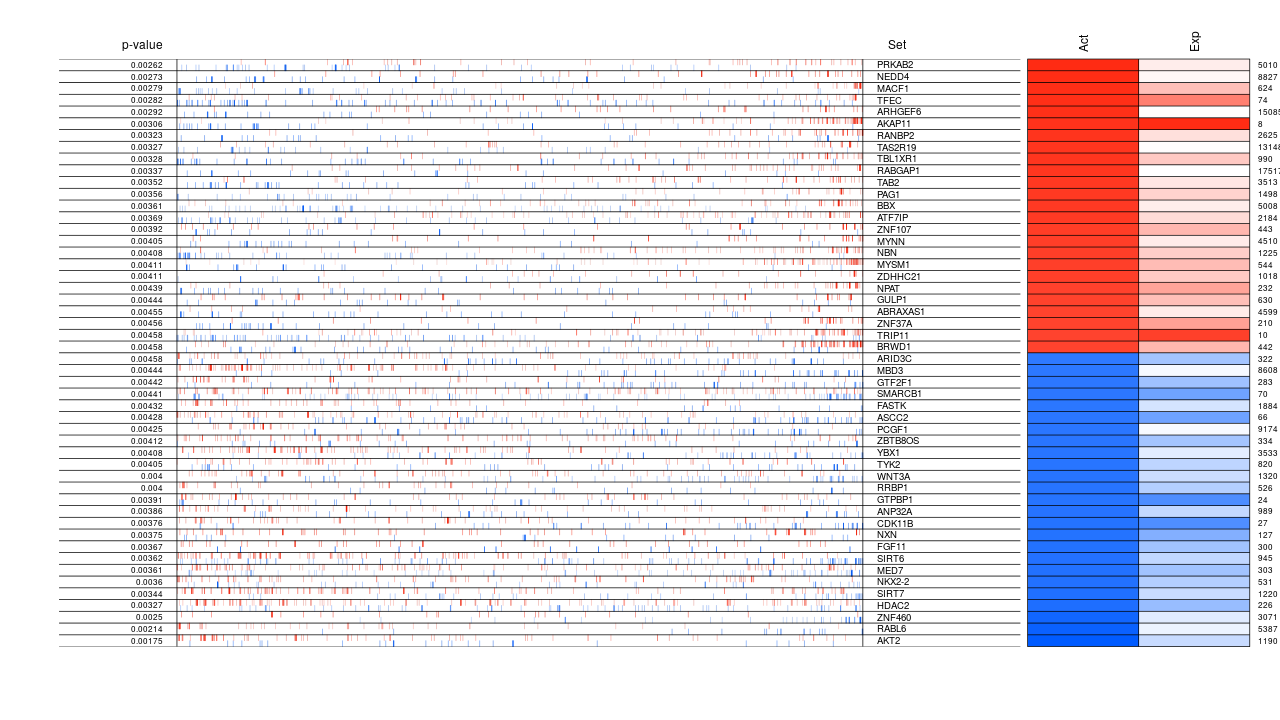 p-value Set Act Exp
0.00262 PRKAB2 5010
0.00273 NEDD4 8827
0.00279 MACF1 624
0.00282 TFEC 74
0.00292 ARHGEF6
0.00306 AKAP11 8
0.00323 RANBP2 2625
0.00327 TAS2R19 13148
0.00328 TBL1XR1 990
0.00337 RABGAP1 17517
0.00352 TAB2 3513
0.00356 PAG1 1498
0.00361 BBX 5008
0.00369 ATF7IP 2184
0.00392 ZNF107 443
0.00405 MYNN 4510
0.00408 NBN 1225
0.00411 MYSM1 544
0.00411 ZDHHC21 1018
0.00439 NPAT 232
0.00444 GULP1 630
0.00455 ABRAXAS1 4599
0.00456 ZNF37A 210
0.00458 TRIP11 10
0.00458 BRWD1 442
0.00458 ARID3C 322
0.00444 MBD3 8608
0.00442 GTF2F1 283
0.00441 SMARCB1 70
0.00432 FASTK 1884
0.00428 ASCC2 66
0.00425 PCGF1 9174
0.00412 ZBTB8OS 334
0.00408 YBX1 3533
0.00405 TYK2 820
0.004 WNT3A 1320
0.004 RRBP1 526
0.00391 GTPBP1 24
0.00386 ANP32A 989
0.00376 CDK11B 27
0.00375 NXN 127
0.00367 FGF11 300
0.00362 SIRT6 945
0.00361 MED7 303
0.0036 NKX2-2 531
0.00344 SIRT7 1220
0.00327 HDAC2 226
0.0025 ZNF460 3071
0.00214 RABL6 5387
0.00175 AKT2 1190